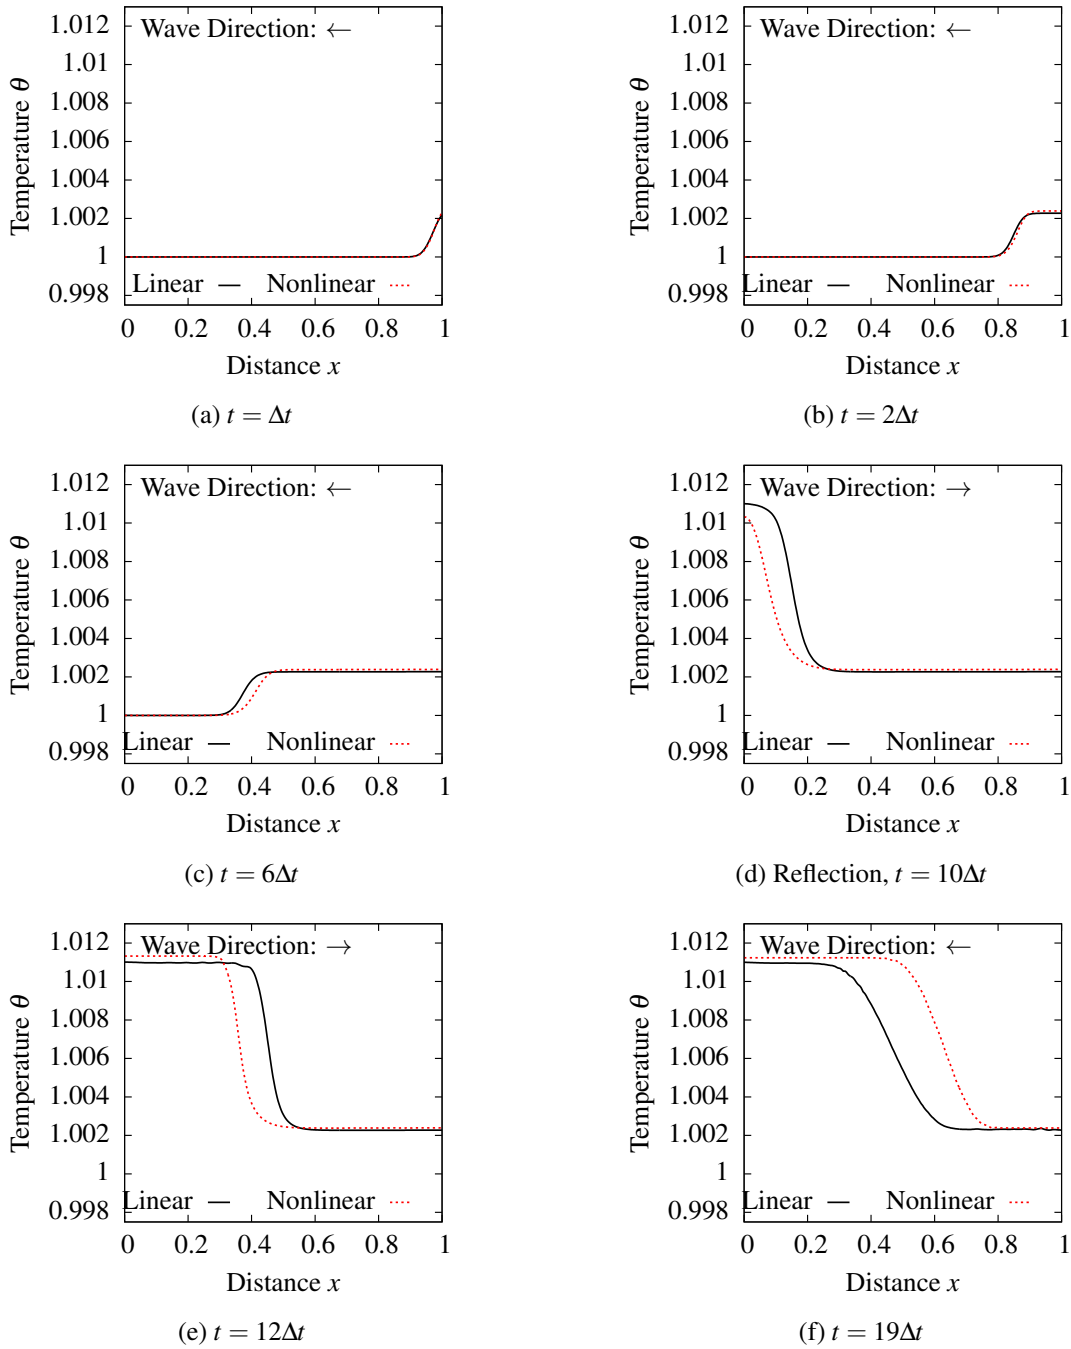 Wave Direction: ←
1.012
1.01
1.008
1.006
1.004
1.002
1
0.998
Temperature θ
Linear Nonlinear
0 0.2 0.4 0.6 0.8 1
Distance x
(a) t = Δt
Wave Direction: ←
1.012
1.01
1.008
1.006
1.004
1.002
1
0.998
Temperature θ
Linear Nonlinear
0 0.2 0.4 0.6 0.8 1
Distance x
(b) t = 2Δt
Wave Direction: ←
1.012
1.01
1.008
1.006
1.004
1.002
1
0.998
Temperature θ
Linear Nonlinear
0 0.2 0.4 0.6 0.8 1
Distance x
(c) t = 6Δt
Wave Direction: →
1.012
1.01
1.008
1.006
1.004
1.002
1
0.998
Temperature θ
Linear Nonlinear
0 0.2 0.4 0.6 0.8 1
Distance x
(d) Reflection, t = 10Δt
Wave Direction: →
1.012
1.01
1.008
1.006
1.004
1.002
1
0.998
Temperature θ
Linear Nonlinear
0 0.2 0.4 0.6 0.8 1
Distance x
(e) t = 12Δt
Wave Direction: ←
1.012
1.01
1.008
1.006
1.004
1.002
1
0.998
Temperature θ
Linear Nonlinear
0 0.2 0.4 0.6 0.8 1
Distance x
(f) t = 19Δt